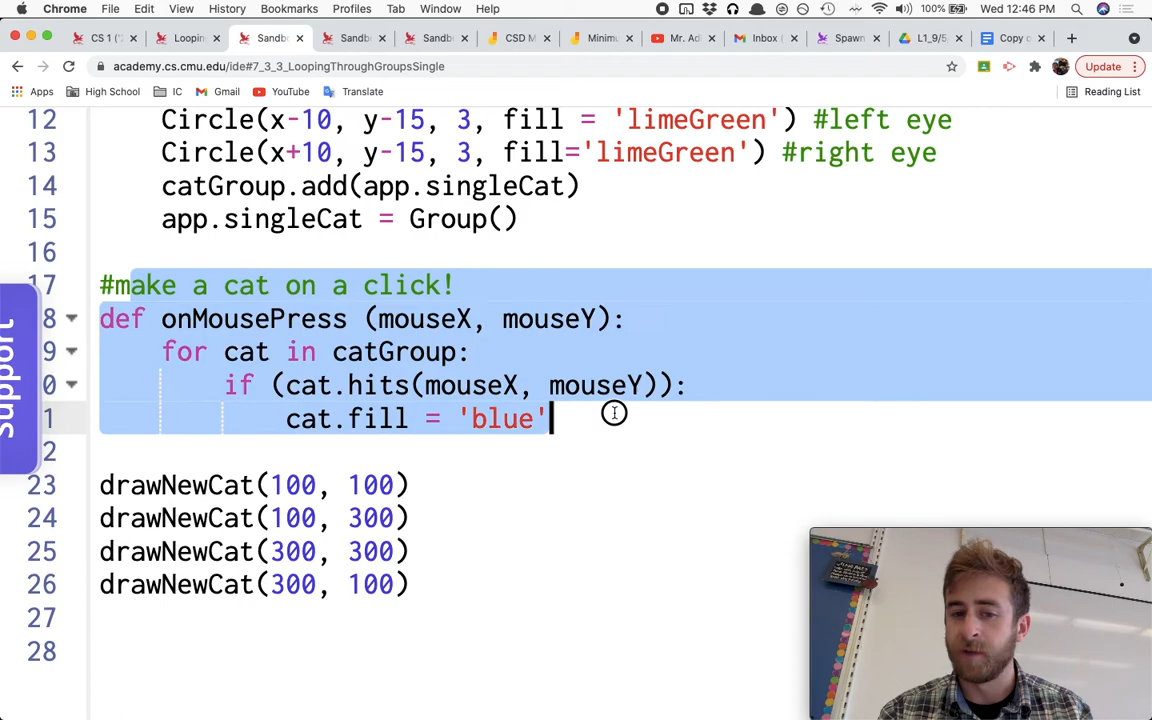 Chrome File Edit View History Bookmarks Profiles Tab Window Help 100% Wed 12:46 PM
CS 1 ('2 Looping Sandb Sandb Sandb CSD M Minimu Mr. Ad Inbox ( Spawn L1_9/5 Copy c
academy.cs.cmu.edu/ide#7_3_3_LoopingThroughGroupsSingle Update
Apps High School IC Gmail YouTube Translate Reading List
12 Circle(x-10, y-15, 3, fill = 'limeGreen') #left eye
13 Circle(x+10, y-15, 3, fill='limeGreen') #right eye
14 catGroup.add(app.singleCat)
15 app.singleCat = Group()
16
17 #make a cat on a click!
8 def onMousePress (mouseX, mouseY):
9 for cat in catGroup:
0 if (cat.hits(mouseX, mouseY)):
1 cat.fill = 'blue'
2
23 drawNewCat(100, 100)
24 drawNewCat(100, 300)
25 drawNewCat(300, 300)
26 drawNewCat(300, 100)
27
28
Support